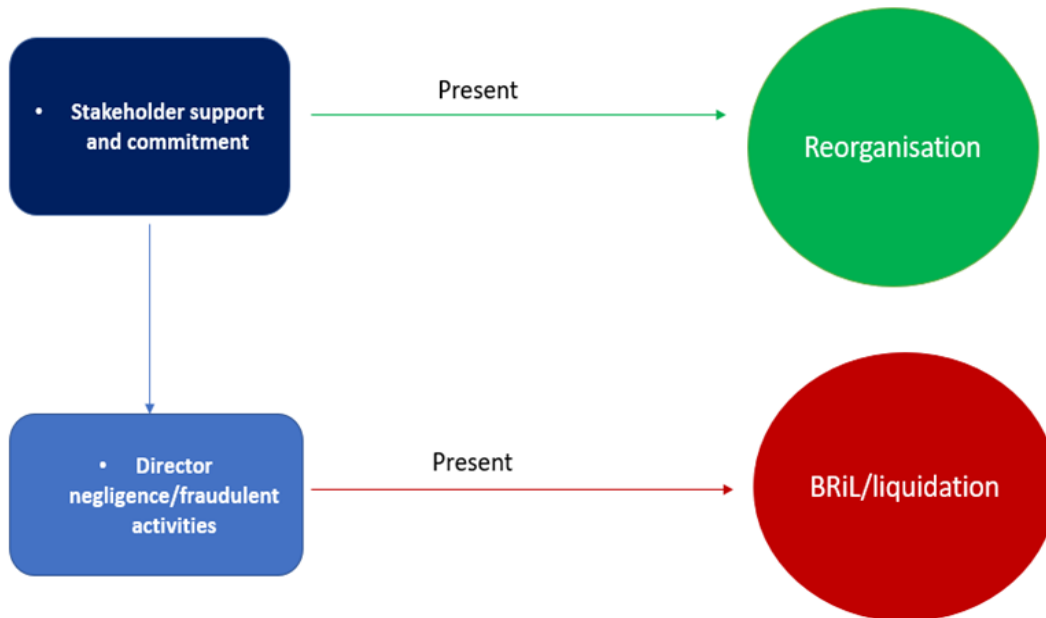 • Stakeholder support
and commitment
Present
Reorganisation
• Director
negligence/fraudulent
activities
Present
BRiL/liquidation